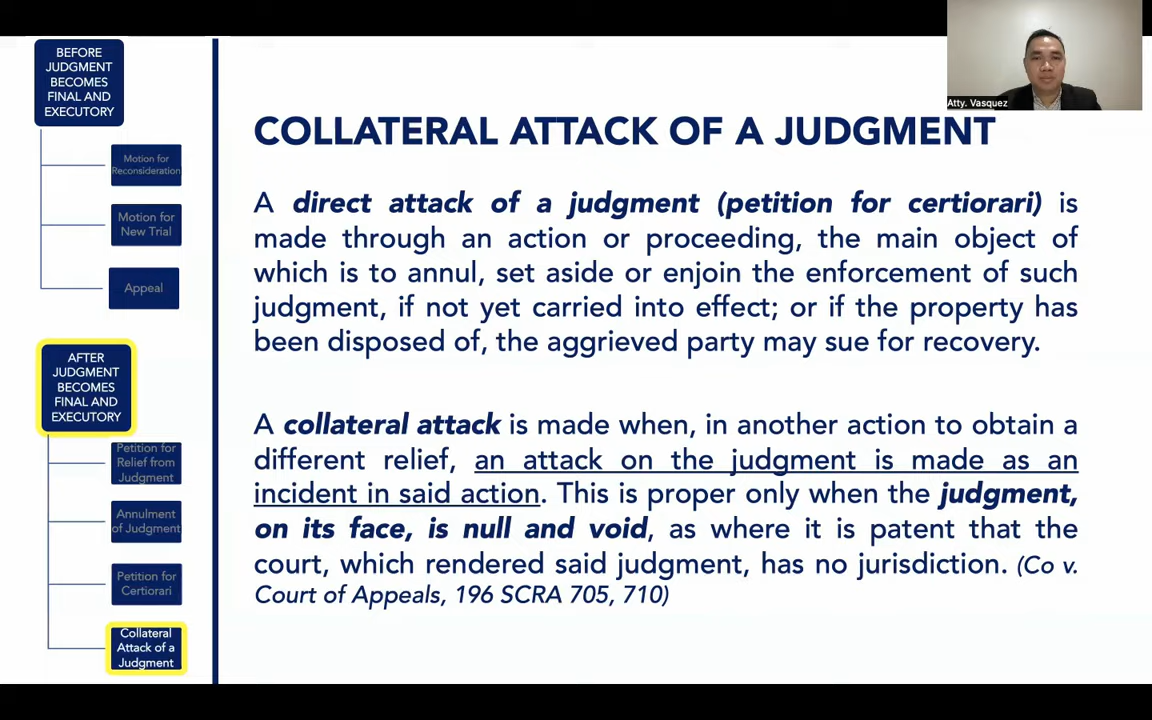 BEFORE
JUDGMENT
BECOMES
FINAL AND
EXECUTORY
Motion for
Reconsideration
Motion for
New Trial
Appeal
AFTER
JUDGMENT
BECOMES
FINAL AND
EXECUTORY
Petition for
Relief from
Judgment
Annulment
of Judgment
Petition for
Certiorari
Collateral
Attack of a
Judgment
Atty. Vasquez
COLLATERAL ATTACK OF A JUDGMENT
A direct attack of a judgment (petition for certiorari) is
made through an action or proceeding, the main object of
which is to annul, set aside or enjoin the enforcement of such
judgment, if not yet carried into effect; or if the property has
been disposed of, the aggrieved party may sue for recovery.
A collateral attack is made when, in another action to obtain a
different relief, an attack on the judgment is made as an
incident in said action. This is proper only when the judgment,
on its face, is null and void, as where it is patent that the
court, which rendered said judgment, has no jurisdiction. (Co v.
Court of Appeals, 196 SCRA 705, 710)